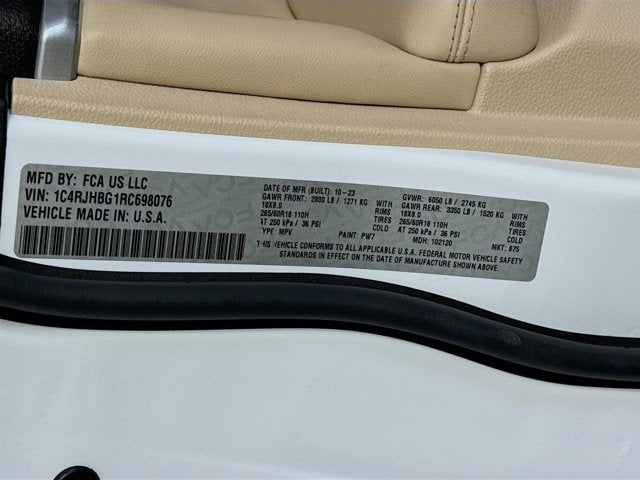 MFD BY: FCA US LLC
VIN: 1C4RJHBG1RC698076
VEHICLE MADE IN: U.S.A.
DATE OF MFR (BUILT): 10-23
GAWR FRONT: 2800 LB / 1271 KG WITH
18X8.0 RIMS
265/60R18 110H TIRES
AT 250 kPa / 36 PSI
TYPE: MPV PAINT: PW7
GVWR: 6050 LB / 2745 KG
GAWR REAR: 3350 LB / 1520 KG WITH
18X8.0 RIMS
265/60R18 110H TIRES
AT 250 kPa / 36 PSI
MDH: 102120 MKT: 875
THIS VEHICLE CONFORMS TO ALL APPLICABLE U.S.A. FEDERAL MOTOR VEHICLE SAFETY
STANDARDS IN EFFECT ON THE DATE OF MANUFACTURE SHOWN ABOVE.